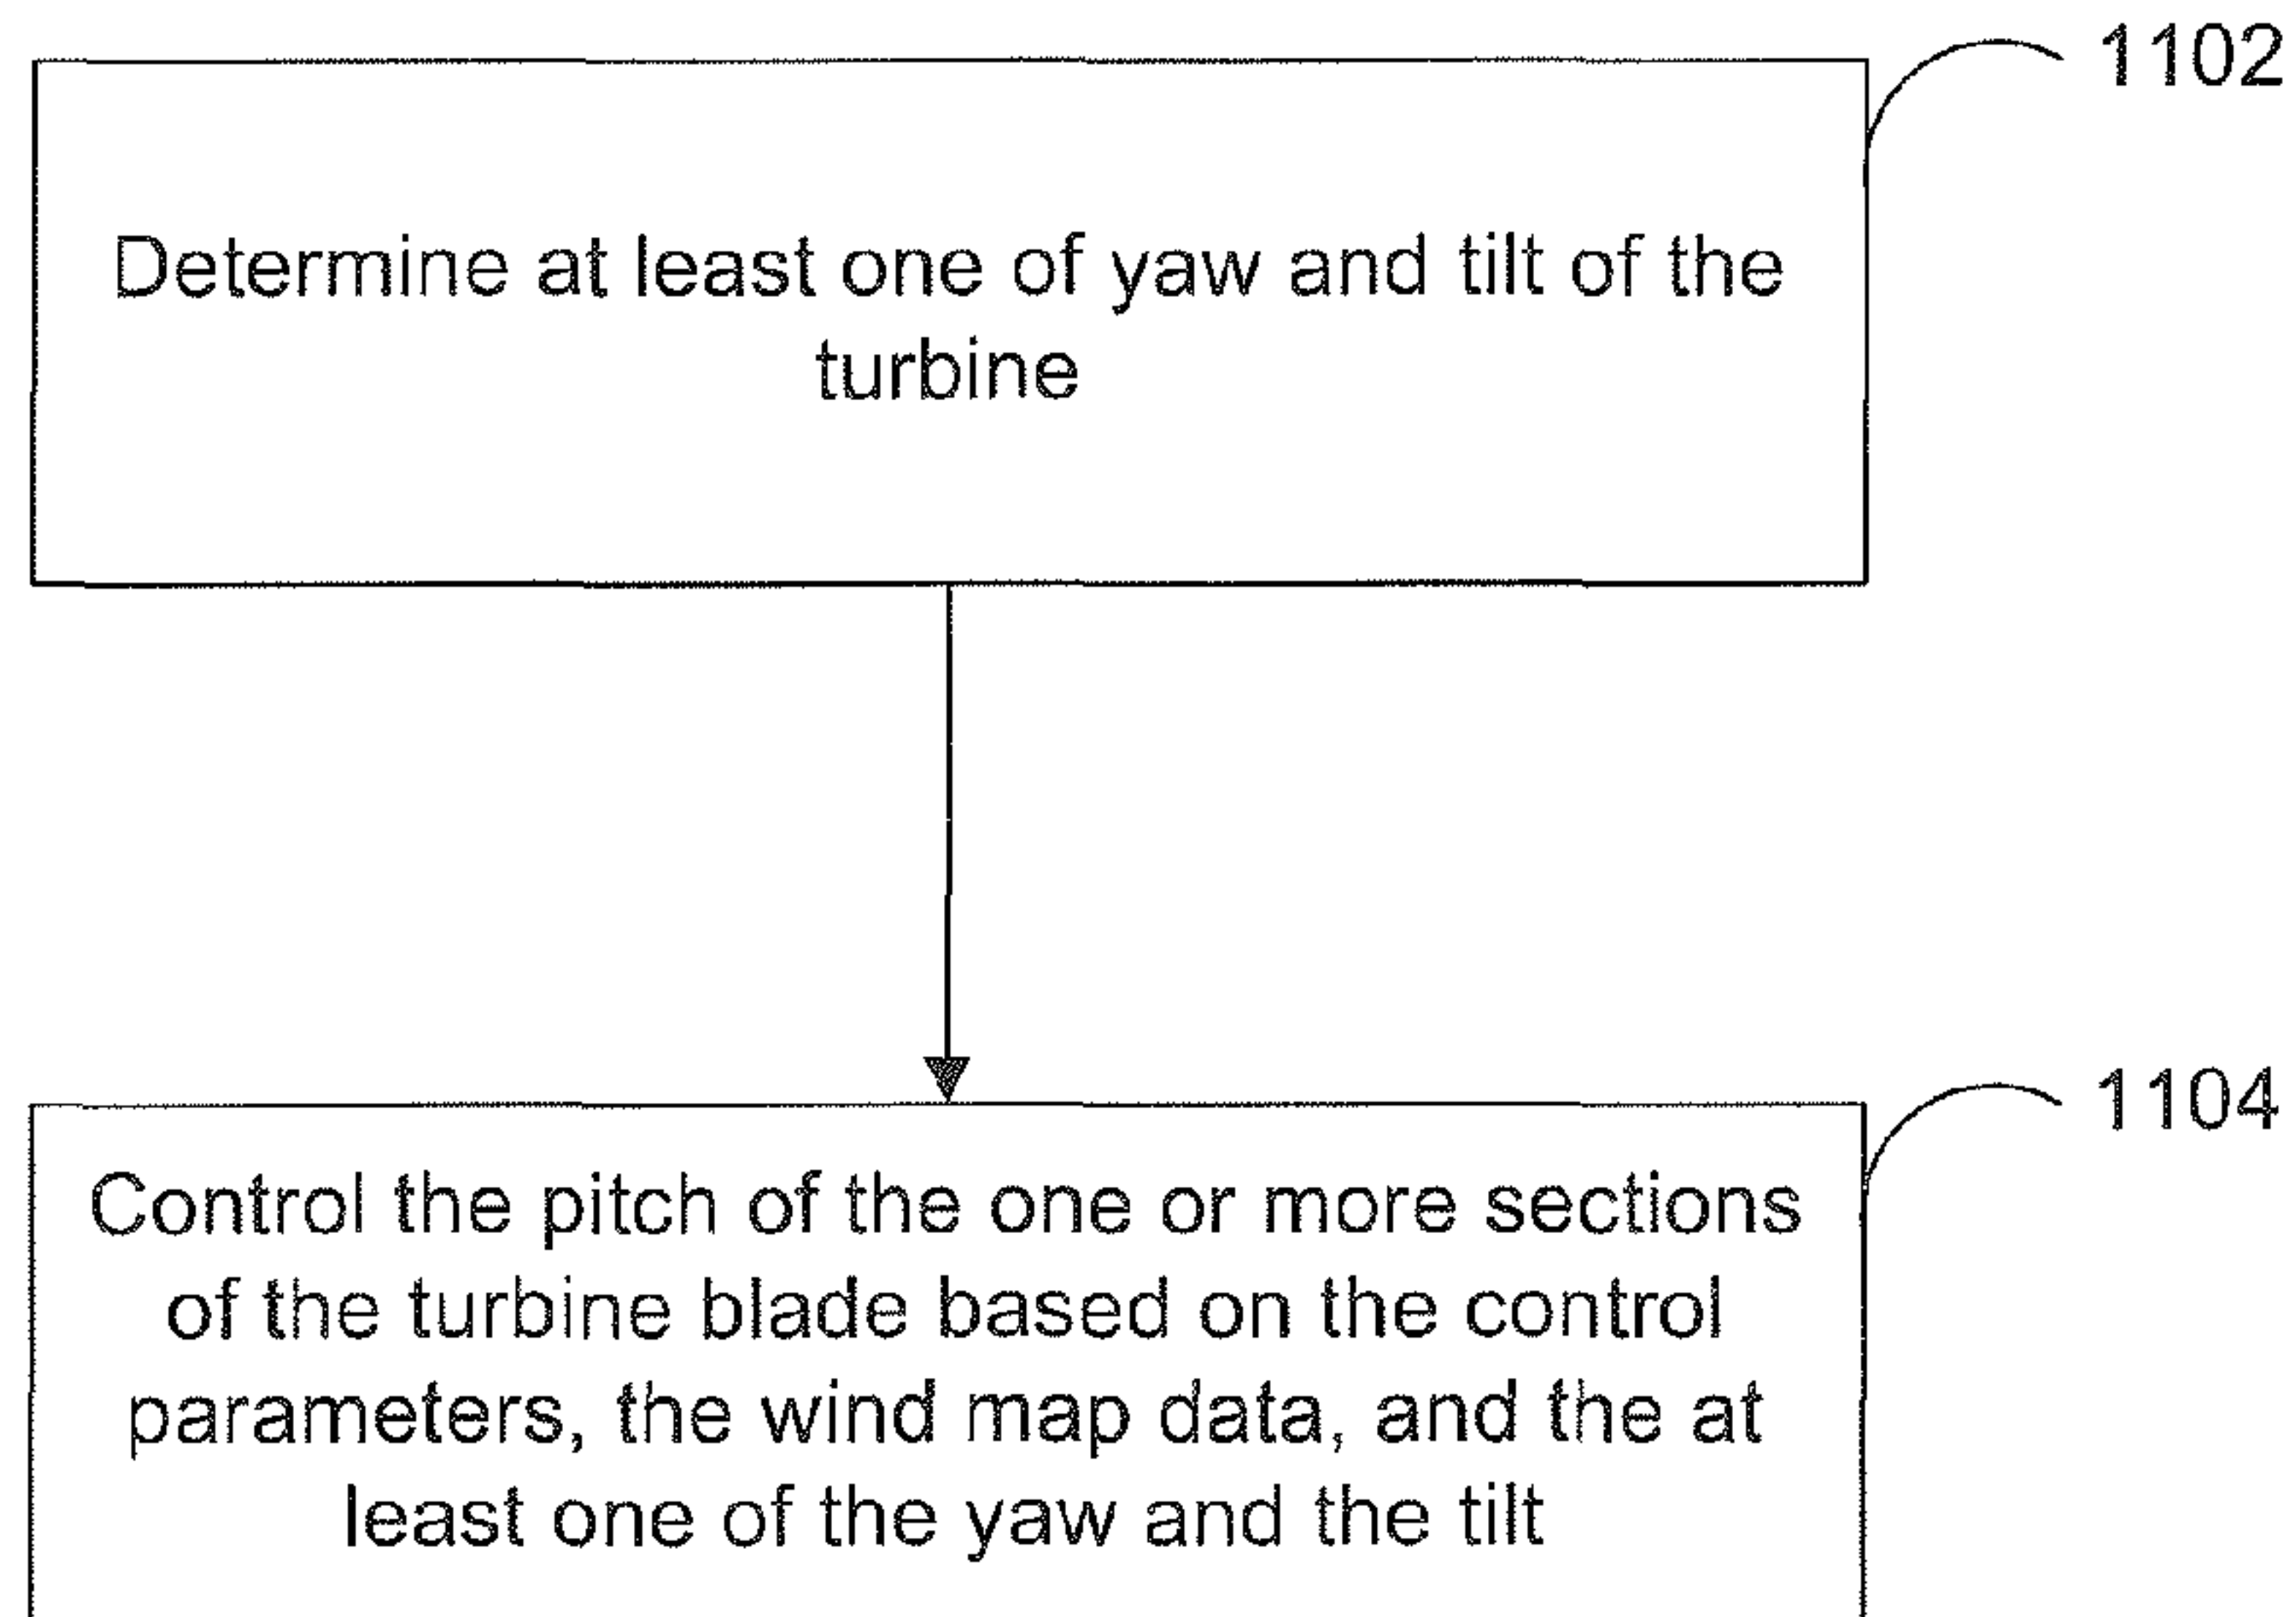 1102
Determine at least one of yaw and tilt of the
turbine
1104
Control the pitch of the one or more sections
of the turbine blade based on the control
parameters, the wind map data, and the at
least one of the yaw and the tilt